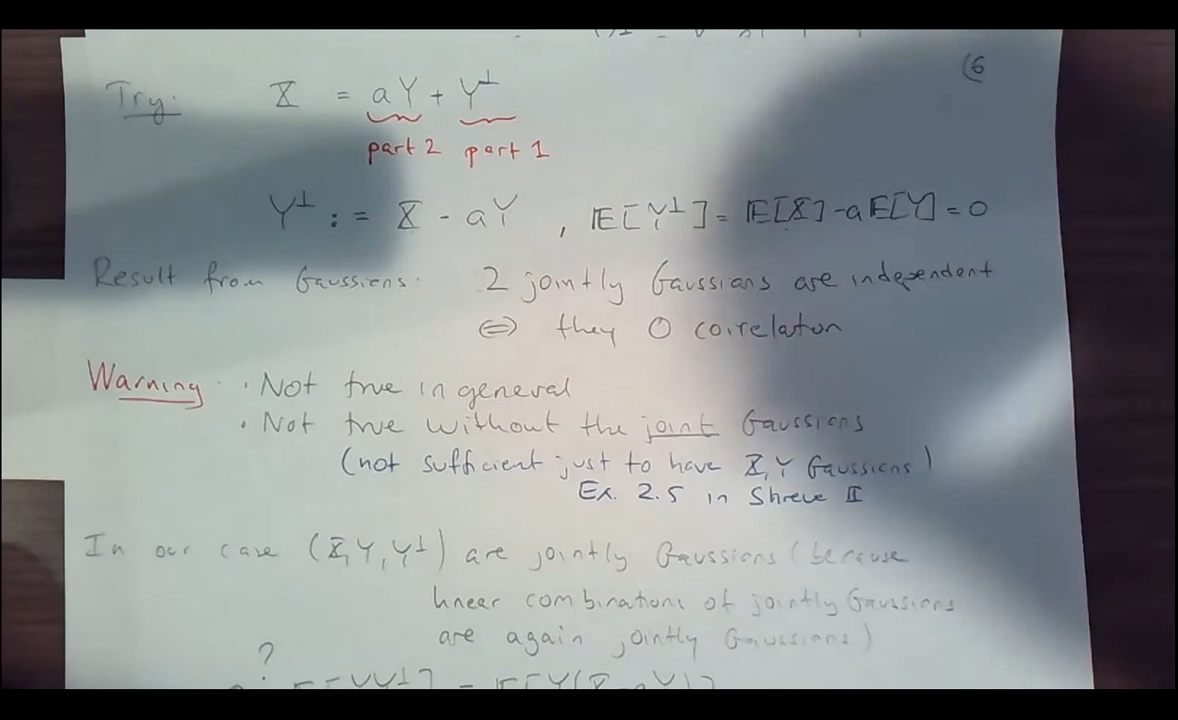 (6
Try: X = aY + Y⊥
part 2 part 1
Y⊥ := X - aY , E[Y⊥] = E[X] - a E[Y] = 0
Result from Gaussians: 2 jointly Gaussians are independent
⇔ they 0 correlation
Warning: · Not true in general
· Not true without the joint Gaussians
(not sufficient just to have X, Y Gaussians)
Ex. 2.5 in Shreve II
In our case (X, Y, Y⊥) are jointly Gaussians (because
linear combinations of jointly Gaussians
are again jointly Gaussians)
?
E[YY⊥] = E[Y(X - aY)]